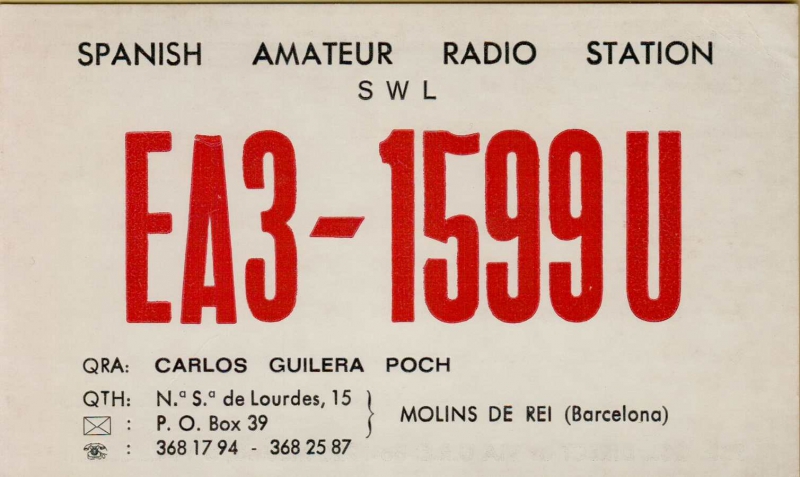 SPANISH AMATEUR RADIO STATION
SWL
EA3-1599U
QRA: CARLOS GUILERA POCH
QTH: N.ª S.ª de Lourdes, 15
: P. O. Box 39
MOLINS DE REI (Barcelona)
: 368 17 94 - 368 25 87